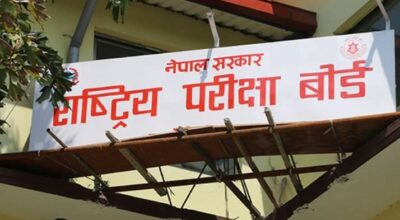 नेपाल सरकार
राष्ट्रिय परीक्षा बोर्ड